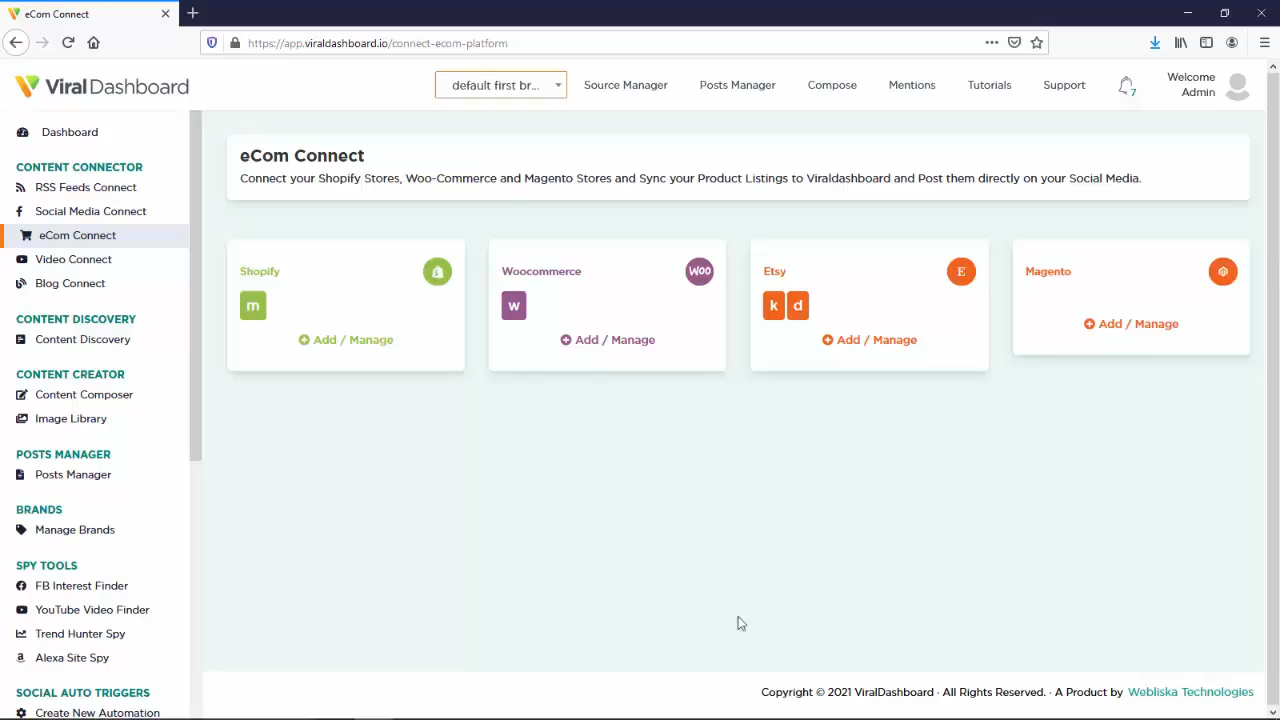 eCom Connect
https://app.viraldashboard.io/connect-ecom-platform
ViralDashboard
default first br...
Source Manager
Posts Manager
Compose
Mentions
Tutorials
Support
7
Welcome
Admin
Dashboard
CONTENT CONNECTOR
RSS Feeds Connect
Social Media Connect
eCom Connect
Video Connect
Blog Connect
CONTENT DISCOVERY
Content Discovery
CONTENT CREATOR
Content Composer
Image Library
POSTS MANAGER
Posts Manager
BRANDS
Manage Brands
SPY TOOLS
FB Interest Finder
YouTube Video Finder
Trend Hunter Spy
Alexa Site Spy
SOCIAL AUTO TRIGGERS
Create New Automation
eCom Connect
Connect your Shopify Stores, Woo-Commerce and Magento Stores and Sync your Product Listings to Viraldashboard and Post them directly on your Social Media.
Shopify
m
Add / Manage
Woocommerce
Woo
w
Add / Manage
Etsy
E
k d
Add / Manage
Magento
Add / Manage
Copyright © 2021 ViralDashboard · All Rights Reserved. · A Product by Webliska Technologies